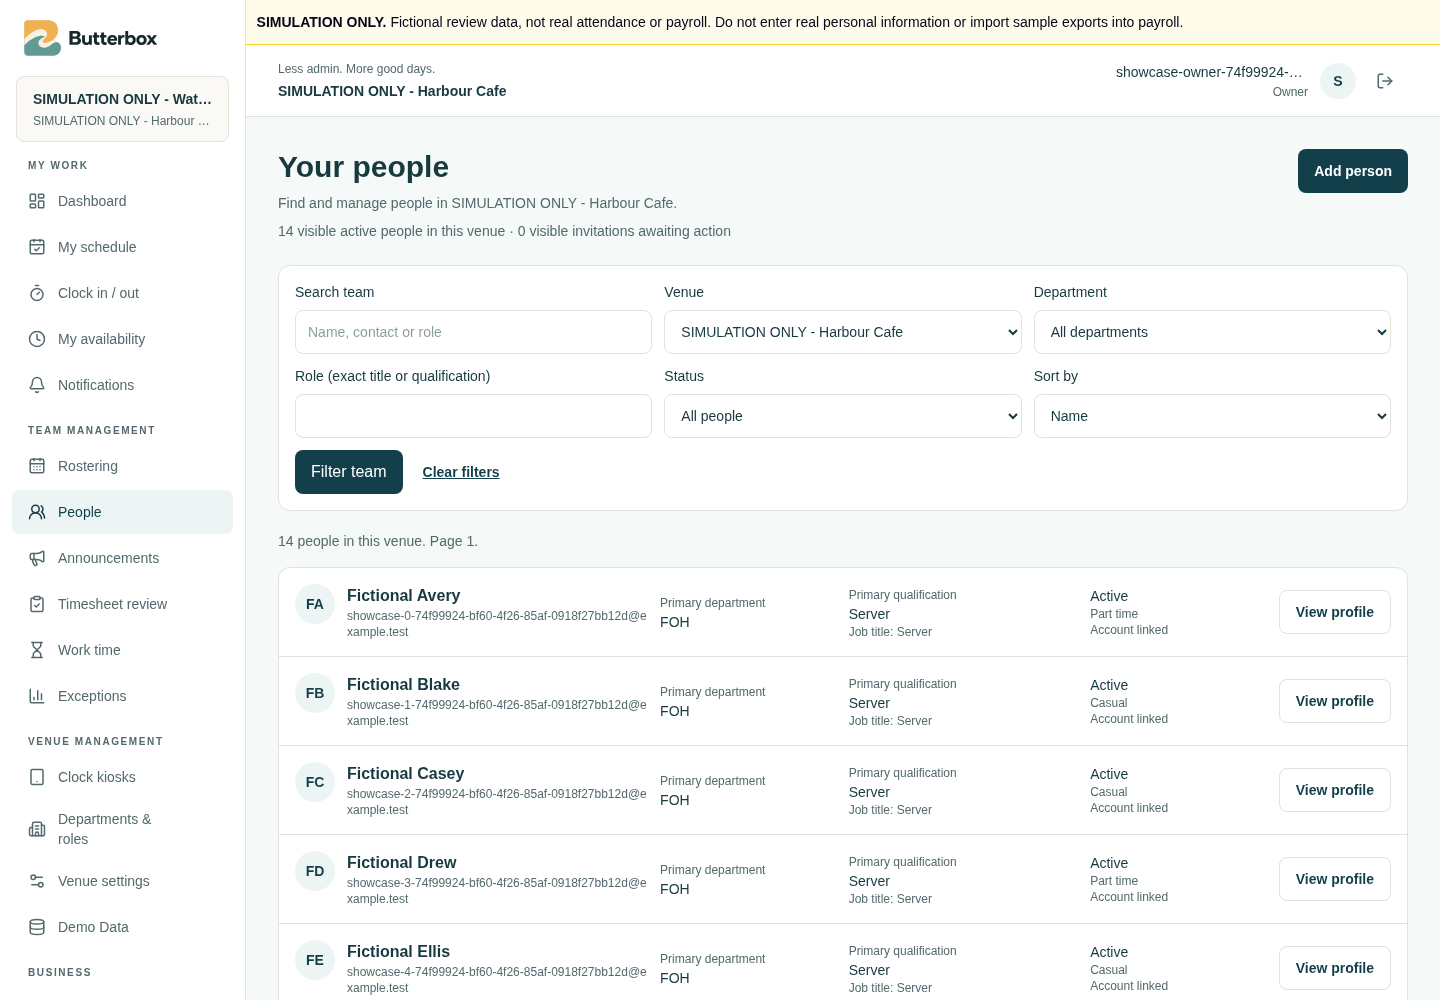 Butterbox
SIMULATION ONLY - Wat...
SIMULATION ONLY - Harbour ...
MY WORK
Dashboard
My schedule
Clock in / out
My availability
Notifications
TEAM MANAGEMENT
Rostering
People
Announcements
Timesheet review
Work time
Exceptions
VENUE MANAGEMENT
Clock kiosks
Departments &
roles
Venue settings
Demo Data
BUSINESS
SIMULATION ONLY. Fictional review data, not real attendance or payroll. Do not enter real personal information or import sample exports into payroll.
Less admin. More good days.
SIMULATION ONLY - Harbour Cafe
showcase-owner-74f99924-...
Owner
S
Your people
Add person
Find and manage people in SIMULATION ONLY - Harbour Cafe.
14 visible active people in this venue · 0 visible invitations awaiting action
Search team
Venue
Department
Name, contact or role
SIMULATION ONLY - Harbour Cafe
All departments
Role (exact title or qualification)
Status
Sort by
All people
Name
Filter team
Clear filters
14 people in this venue. Page 1.
FA
Fictional Avery
showcase-0-74f99924-bf60-4f26-85af-0918f27bb12d@e
xample.test
Primary department
FOH
Primary qualification
Server
Job title: Server
Active
Part time
Account linked
View profile
FB
Fictional Blake
showcase-1-74f99924-bf60-4f26-85af-0918f27bb12d@e
xample.test
Primary department
FOH
Primary qualification
Server
Job title: Server
Active
Casual
Account linked
View profile
FC
Fictional Casey
showcase-2-74f99924-bf60-4f26-85af-0918f27bb12d@e
xample.test
Primary department
FOH
Primary qualification
Server
Job title: Server
Active
Casual
Account linked
View profile
FD
Fictional Drew
showcase-3-74f99924-bf60-4f26-85af-0918f27bb12d@e
xample.test
Primary department
FOH
Primary qualification
Server
Job title: Server
Active
Part time
Account linked
View profile
FE
Fictional Ellis
showcase-4-74f99924-bf60-4f26-85af-0918f27bb12d@e
xample.test
Primary department
FOH
Primary qualification
Server
Job title: Server
Active
Casual
Account linked
View profile